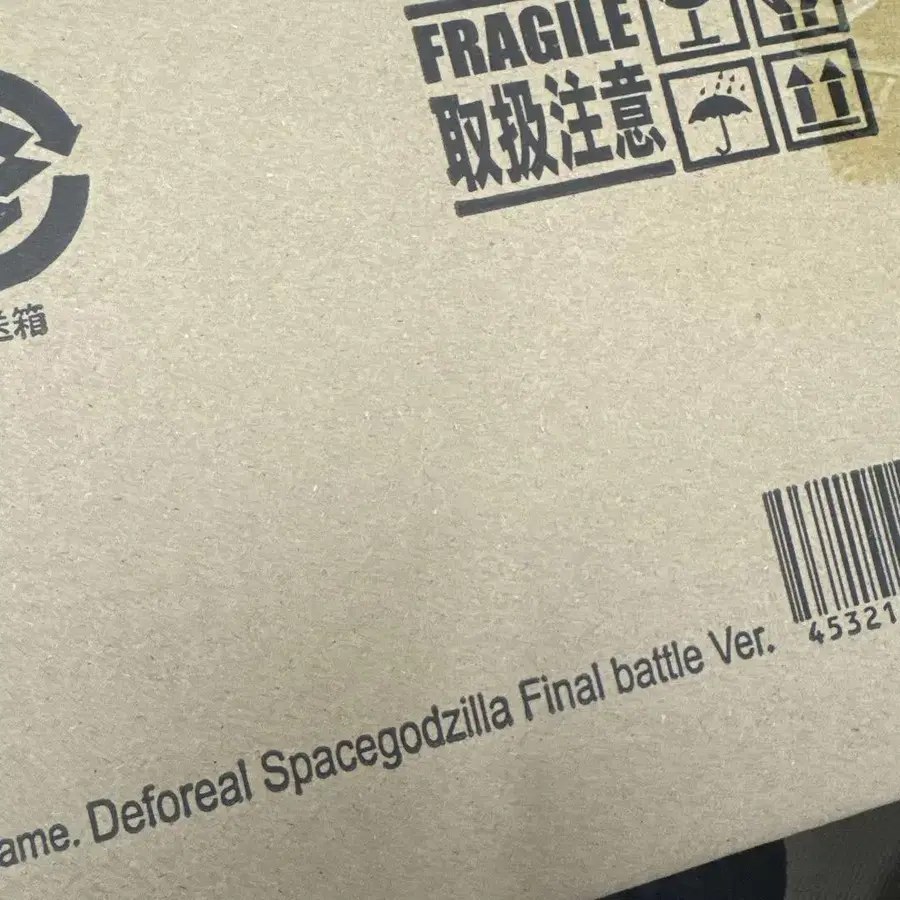 FRAGILE
取扱注意
箱
45321
ame. Deforeal Spacegodzilla Final battle Ver.